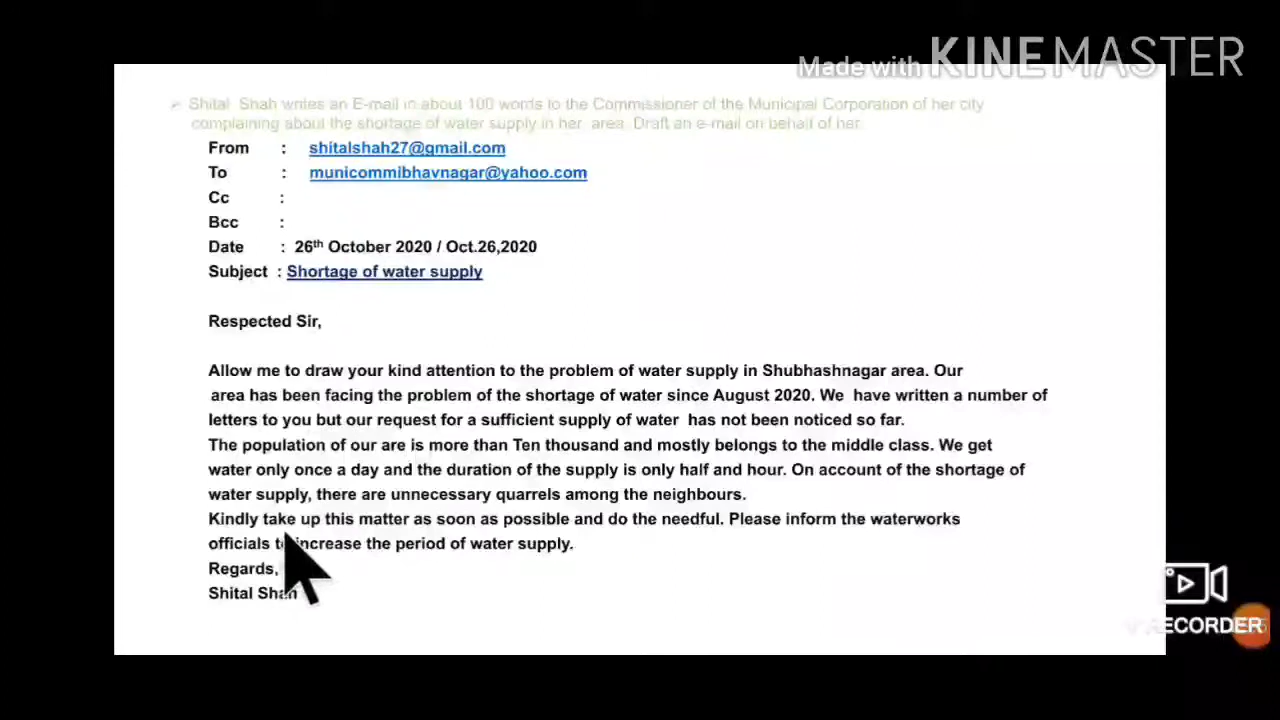 Made with KINEMASTER
➢ Shital Shah writes an E-mail in about 100 words to the Commissioner of the Municipal Corporation of her city
complaining about the shortage of water supply in her area. Draft an e-mail on behalf of her.
From : shitalshah27@gmail.com
To : municommibhavnagar@yahoo.com
Cc :
Bcc :
Date : 26th October 2020 / Oct.26,2020
Subject : Shortage of water supply
Respected Sir,
Allow me to draw your kind attention to the problem of water supply in Shubhashnagar area. Our
area has been facing the problem of the shortage of water since August 2020. We have written a number of
letters to you but our request for a sufficient supply of water has not been noticed so far.
The population of our are is more than Ten thousand and mostly belongs to the middle class. We get
water only once a day and the duration of the supply is only half and hour. On account of the shortage of
water supply, there are unnecessary quarrels among the neighbours.
Kindly take up this matter as soon as possible and do the needful. Please inform the waterworks
officials to increase the period of water supply.
Regards,
Shital Shah
RECORDER